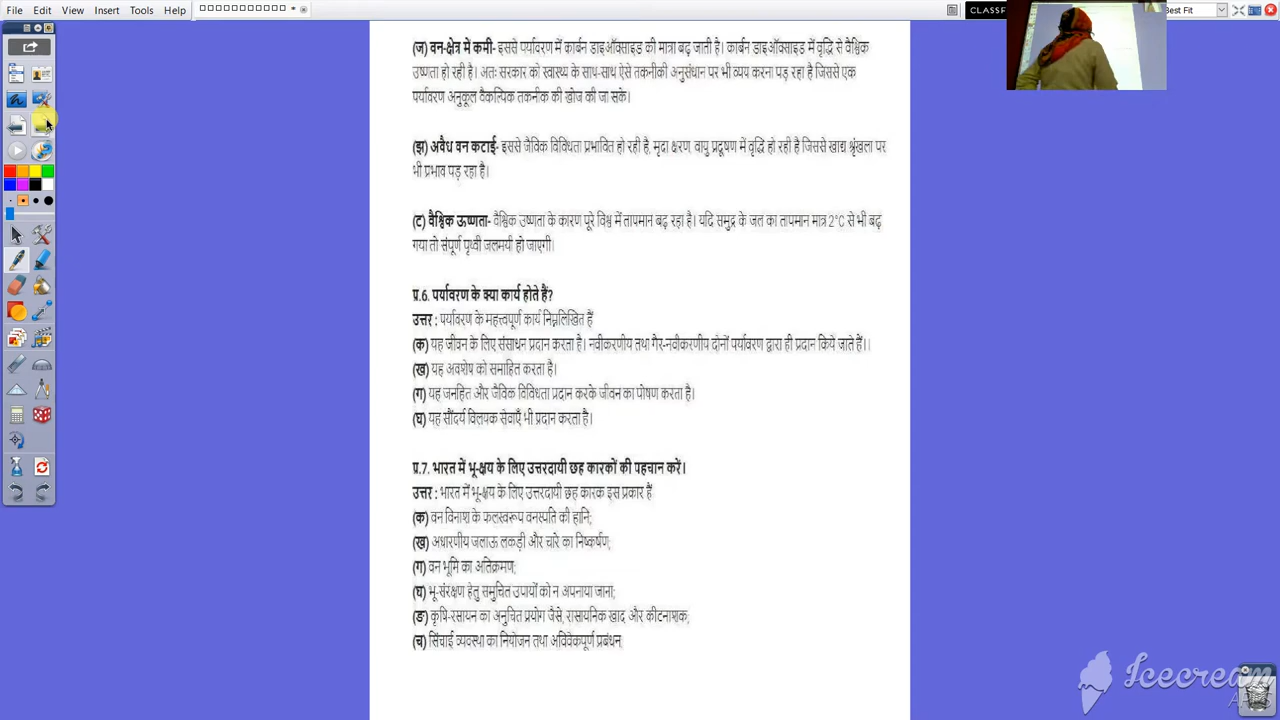 File Edit View Insert Tools Help
CLASSF
Best Fit
(ज) वन-क्षेत्र में कमी- इससे पर्यावरण में कार्बन डाइऑक्साइड की मात्रा बढ़ जाती है। कार्बन डाइऑक्साइड में वृद्धि से वैश्विक
उष्णता हो रही है। अतः सरकार को स्वास्थ्य के साथ-साथ ऐसे तकनीकी अनुसंधान पर भी व्यय करना पड़ रहा है जिससे एक
पर्यावरण अनुकूल वैकल्पिक तकनीक की खोज की जा सके।
(झ) अवैध वन कटाई- इससे जैविक विविधता प्रभावित हो रही है, मृदा क्षरण, वायु प्रदूषण में वृद्धि हो रही है जिससे खाद्य श्रृंखला पर
भी प्रभाव पड़ रहा है।
(ट) वैश्विक ऊष्णता- वैश्विक उष्णता के कारण पूरे विश्व में तापमान बढ़ रहा है। यदि समुद्र के जल का तापमान मात्र 2°C से भी बढ़
गया तो संपूर्ण पृथ्वी जलमयी हो जाएगी।
प्र.6. पर्यावरण के क्या कार्य होते हैं?
उत्तर : पर्यावरण के महत्त्वपूर्ण कार्य निम्नलिखित हैं
(क) यह जीवन के लिए संसाधन प्रदान करता है। नवीकरणीय तथा गैर-नवीकरणीय दोनों पर्यावरण द्वारा ही प्रदान किये जाते हैं।।
(ख) यह अवशेष को समाहित करता है।
(ग) यह जनहित और जैविक विविधता प्रदान करके जीवन का पोषण करता है।
(घ) यह सौंदर्य विलयक सेवाएँ भी प्रदान करता है।
प्र.7. भारत में भू-क्षय के लिए उत्तरदायी छह कारकों की पहचान करें।
उत्तर : भारत में भू-क्षय के लिए उत्तरदायी छह कारक इस प्रकार हैं
(क) वन विनाश के फलस्वरूप वनस्पति की हानि;
(ख) अधारणीय जलाऊ लकड़ी और चारे का निष्कर्षण;
(ग) वन भूमि का अतिक्रमण;
(घ) भू-संरक्षण हेतु समुचित उपायों को न अपनाया जाना;
(ङ) कृषि-रसायन का अनुचित प्रयोग जैसे, रासायनिक खाद और कीटनाशक;
(च) सिंचाई व्यवस्था का नियोजन तथा अविवेकपूर्ण प्रबंधन.
Icecream
APPS